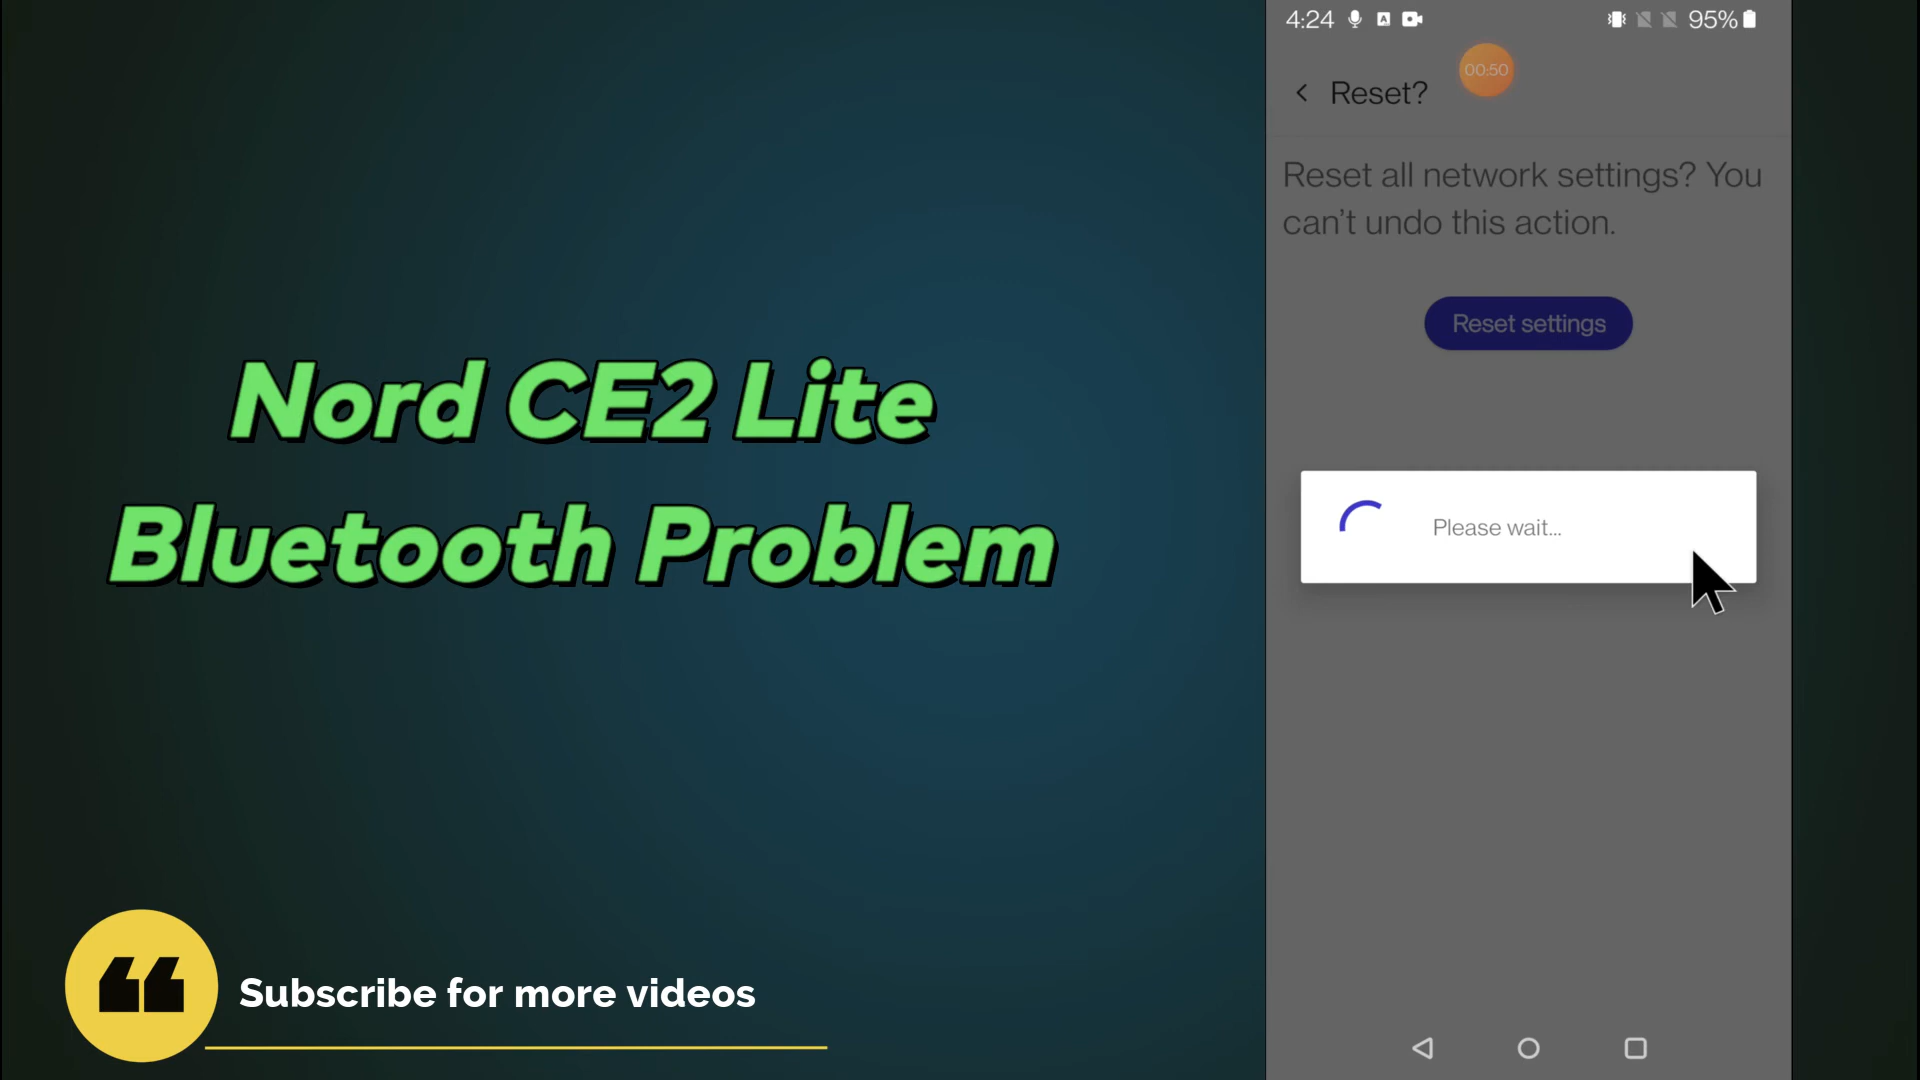 Nord CE2 Lite
Bluetooth Problem
Subscribe for more videos
4:24
95%
00:50
Reset?
Reset all network settings? You
can't undo this action.
Reset settings
Please wait...